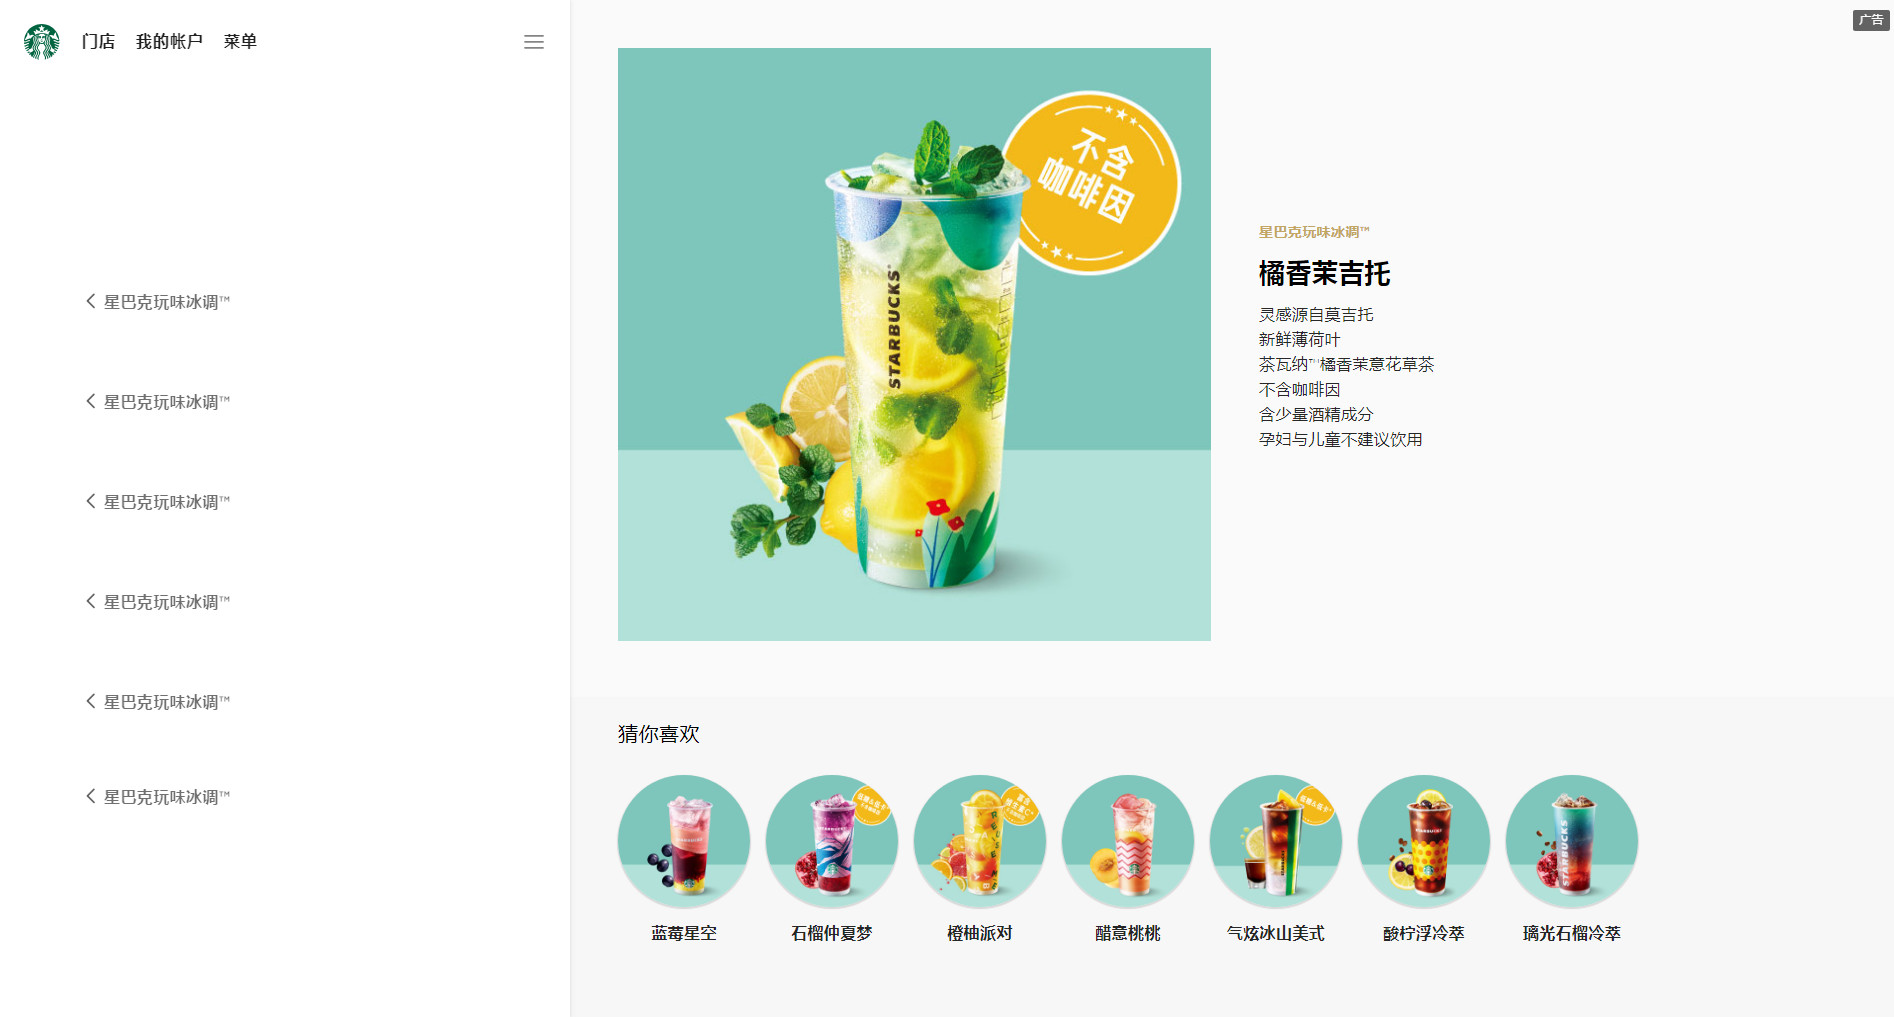 门店 我的帐户 菜单
星巴克玩味冰调™
星巴克玩味冰调™
星巴克玩味冰调™
星巴克玩味冰调™
星巴克玩味冰调™
星巴克玩味冰调™
广告
不含
咖啡因
STARBUCKS
星巴克玩味冰调™
橘香茉吉托
灵感源自莫吉托
新鲜薄荷叶
茶瓦纳™橘香茉意花草茶
不含咖啡因
含少量酒精成分
孕妇与儿童不建议饮用
猜你喜欢
蓝莓星空
石榴仲夏梦
橙柚派对
醋意桃桃
气炫冰山美式
酸柠浮冷萃
璃光石榴冷萃